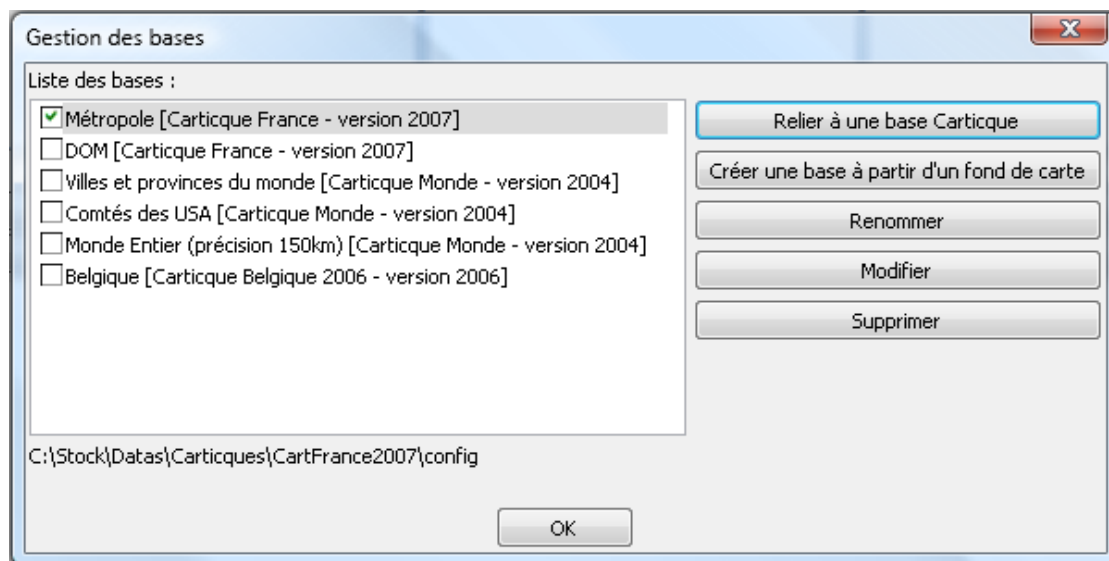 Gestion des bases
Liste des bases :
Métropole [Carticque France - version 2007]
DOM [Carticque France - version 2007]
Villes et provinces du monde [Carticque Monde - version 2004]
Comtés des USA [Carticque Monde - version 2004]
Monde Entier (précision 150km) [Carticque Monde - version 2004]
Belgique [Carticque Belgique 2006 - version 2006]
Relier à une base Carticque
Créer une base à partir d'un fond de carte
Renommer
Modifier
Supprimer
C:\Stock\Datas\Carticques\CartFrance2007\config
OK